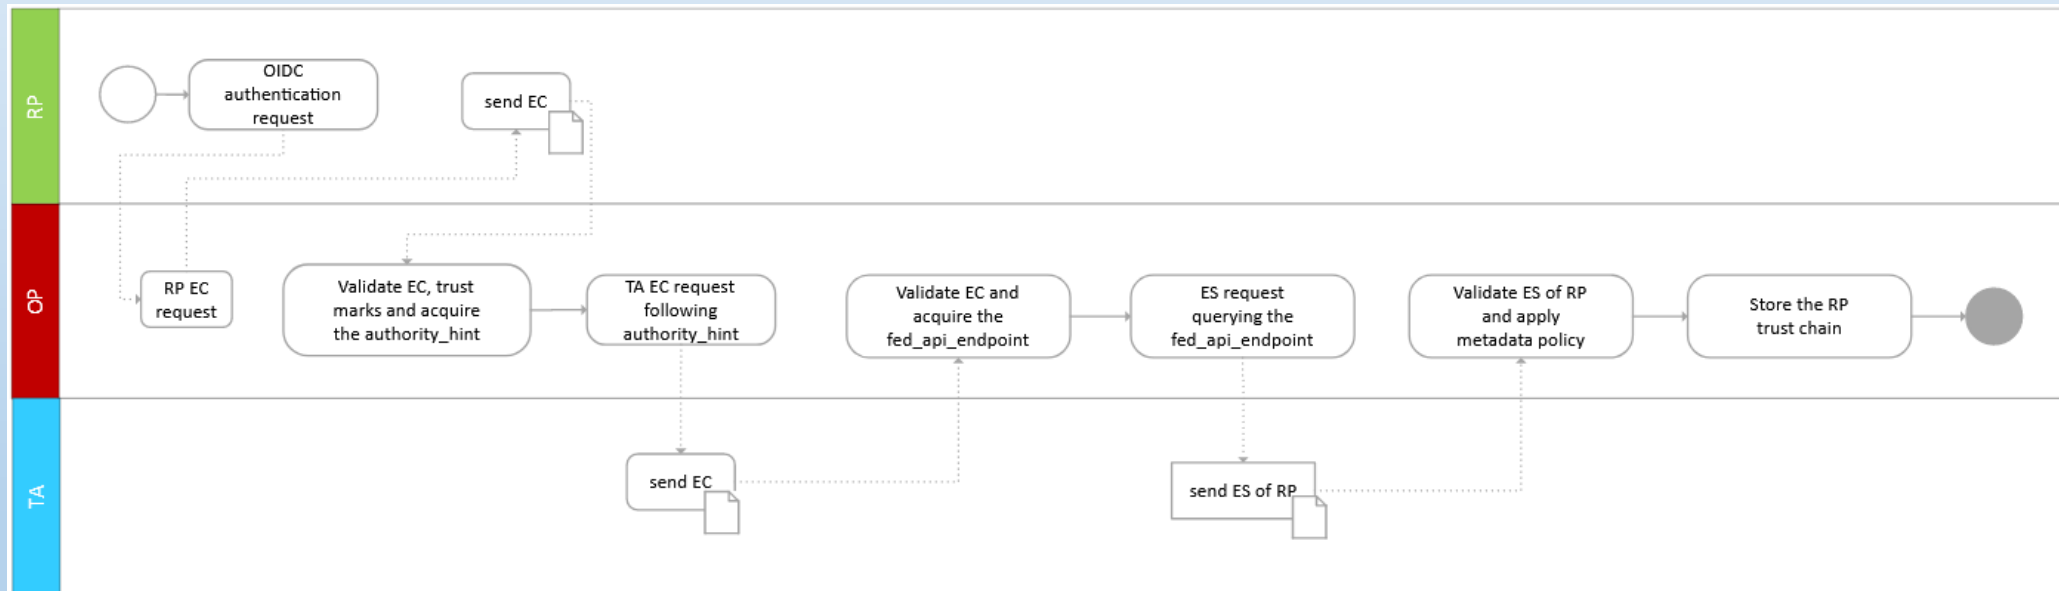 RP
OIDC
authentication
request
send EC
OP
RP EC
request
Validate EC, trust
marks and acquire
the authority_hint
TA EC request
following
authority_hint
Validate EC and
acquire the
fed_api_endpoint
ES request
querying the
fed_api_endpoint
Validate ES of RP
and apply
metadata policy
Store the RP
trust chain
TA
send EC
send ES of RP